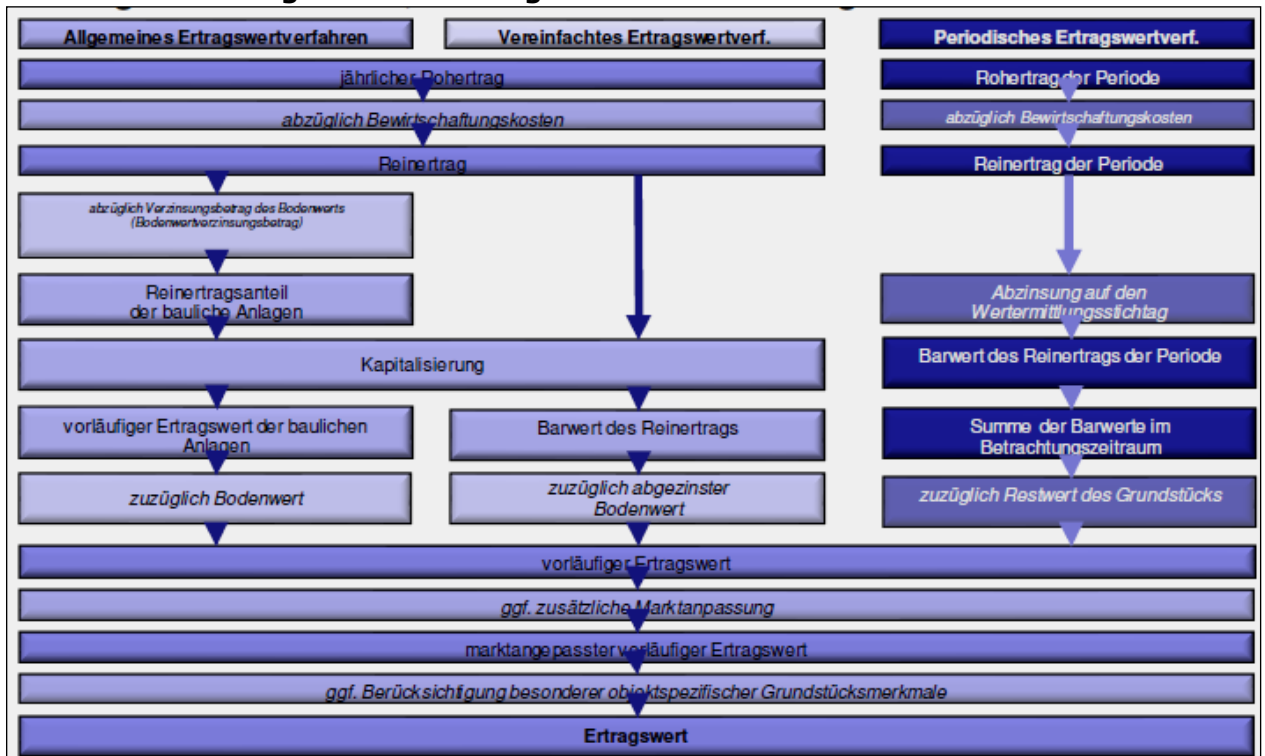 Allgemeines Ertragswertverfahren
Vereinfachtes Ertragswertverf.
Periodisches Ertragswertverf.
jährlicher Rohertrag
Rohertrag der Periode
abzüglich Bewirtschaftungskosten
abzüglich Bewirtschaftungskosten
Reinertrag
Reinertrag der Periode
abzüglich Verzinsungsbetrag des Bodenwerts
(Bodenwertverzinsungsbetrag)
Reinertragsanteil
der bauliche Anlagen
Abzinsung auf den
Wertermittlungsstichtag
Kapitalisierung
Barwert des Reinertrags der Periode
vorläufiger Ertragswert der baulichen
Anlagen
Barwert des Reinertrags
Summe der Barwerte im
Betrachtungszeitraum
zuzüglich Bodenwert
zuzüglich abgezinster
Bodenwert
zuzüglich Restwert des Grundstücks
vorläufiger Ertragswert
ggf. zusätzliche Marktanpassung
marktangepasster vorläufiger Ertragswert
ggf. Berücksichtigung besonderer objektspezifischer Grundstücksmerkmale
Ertragswert